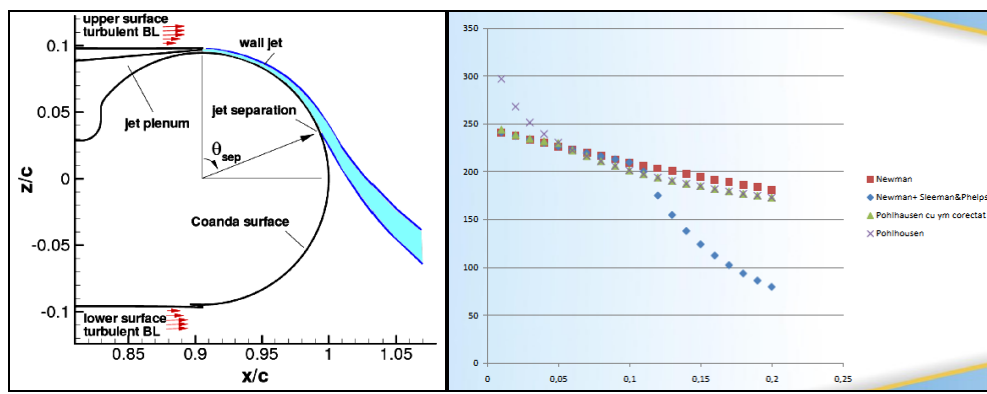 upper surface
turbulent BL
wall jet
jet plenum
jet separation
θsep
Coanda surface
lower surface
turbulent BL
z/c
0.1
0.05
0
-0.05
-0.1
0.85
0.9
0.95
1
1.05
x/c
350
300
250
200
150
100
50
0
0
0,05
0,1
0,15
0,2
0,25
Newman
Newman+ Sleeman&Phelps
Pohlhausen cu ym corectat
Pohlhousen